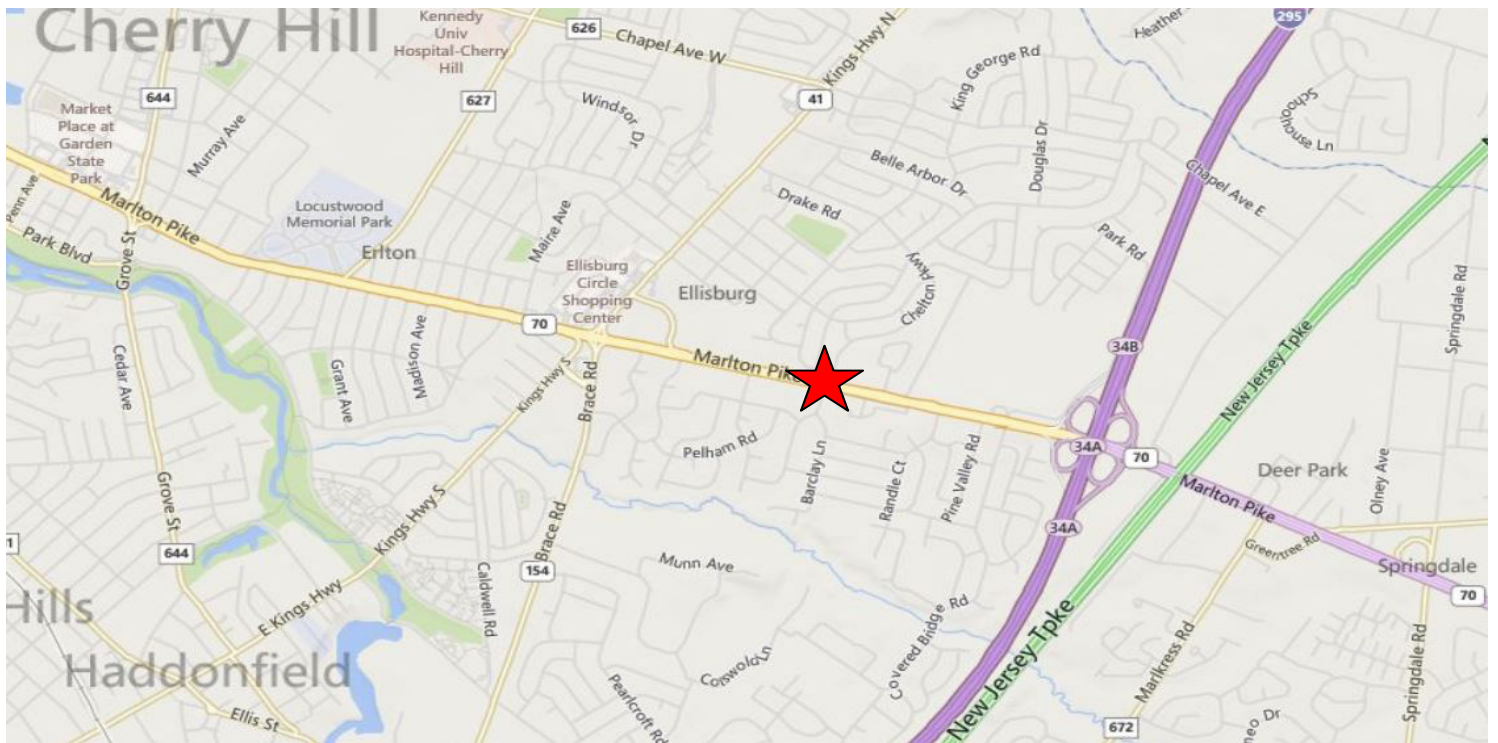 Cherry Hill
Kennedy
Univ
Hospital-Cherry
Hill
626
Chapel Ave W
Kings Hwy N
295
Heather
King George Rd
Schoolhouse Ln
Market
Place at
Garden
State
Park
644
627
41
Windsor Dr
Murray Ave
Belle Arbor Dr
Douglas Dr
Chapel Ave E
Penn Ave
Marlton Pike
Locustwood
Memorial Park
Maine Ave
Drake Rd
Park Rd
Park Blvd
Grove St
Erlton
Ellisburg
Circle
Shopping
Center
Ellisburg
Chelton Pkwy
Springdale Rd
70
Marlton Pike
34B
New Jersey Tpke
Cedar Ave
Grant Ave
Madison Ave
Kings Hwy S
Brace Rd
Pelham Rd
Barclay Ln
Randle Ct
Pine Valley Rd
34A
70
Marlton Pike
Deer Park
Olney Ave
Grove St
Kings Hwy S
Brace Rd
34A
Greentree Rd
Springdale
644
154
Munn Ave
70
Hills
E Kings Hwy
Caldwell Rd
Covered Bridge Rd
New Jersey Tpke
Marlkress Rd
Springdale Rd
Haddonfield
Cotswold Ln
Pearlcroft Rd
Ellis St
672